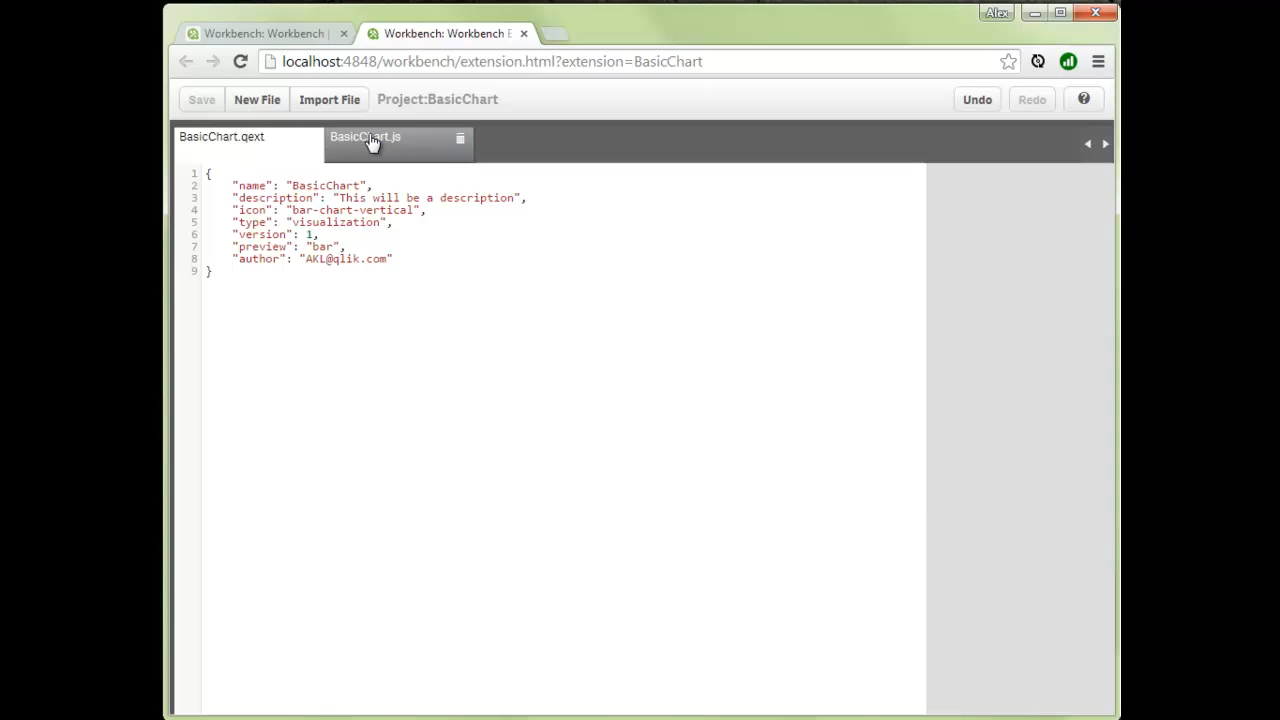 Alex
Workbench: Workbench |
Workbench: Workbench E
localhost:4848/workbench/extension.html?extension=BasicChart
Save
New File
Import File
Project:BasicChart
Undo
Redo
BasicChart.qext
BasicChart.js
1 {
2 "name": "BasicChart",
3 "description": "This will be a description",
4 "icon": "bar-chart-vertical",
5 "type": "visualization",
6 "version": 1,
7 "preview": "bar",
8 "author": "AKL@qlik.com"
9 }